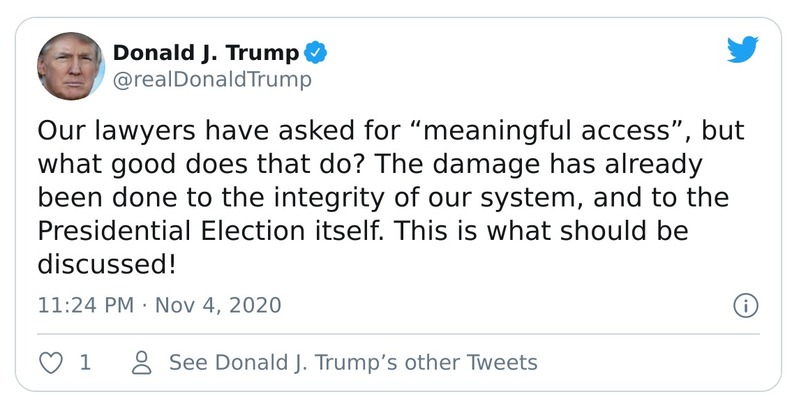 Donald J. Trump
@realDonaldTrump
Our lawyers have asked for “meaningful access”, but
what good does that do? The damage has already
been done to the integrity of our system, and to the
Presidential Election itself. This is what should be
discussed!
11:24 PM · Nov 4, 2020
1 See Donald J. Trump’s other Tweets